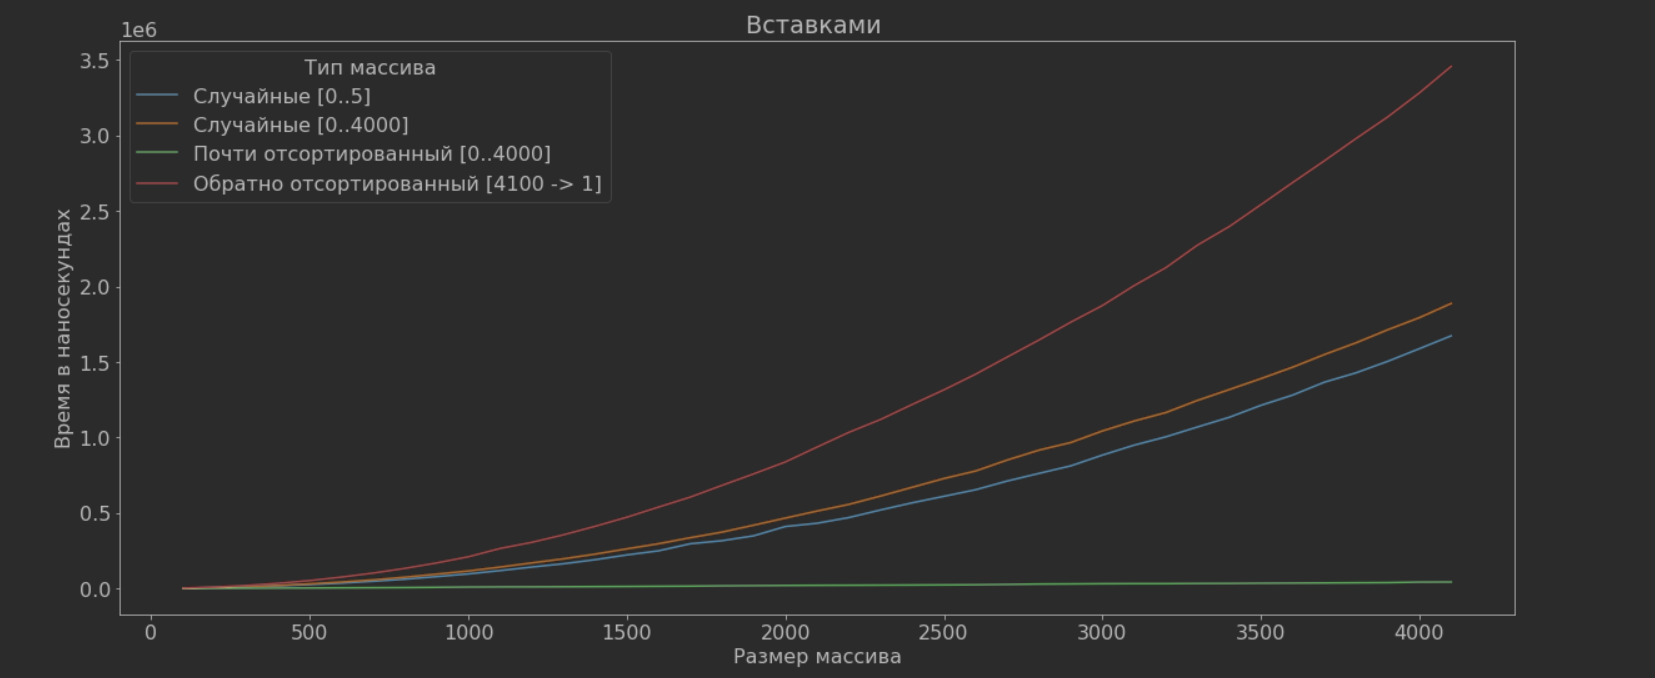 Вставками
1e6
3.5
3.0
2.5
2.0
1.5
1.0
0.5
0.0
Время в наносекундах
Тип массива
Случайные [0..5]
Случайные [0..4000]
Почти отсортированный [0..4000]
Обратно отсортированный [4100 -> 1]
0 500 1000 1500 2000 2500 3000 3500 4000
Размер массива